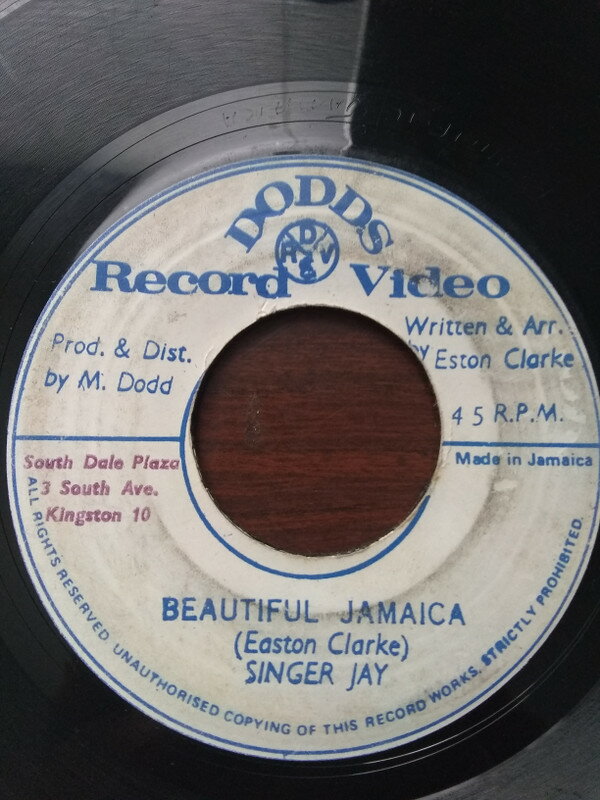 DODDS
D
R & V
Record Video
Prod. & Dist.
by M. Dodd
Written & Arr.
by Eston Clarke
45 R.P.M.
South Dale Plaza
3 South Ave.
Kingston 10
Made in Jamaica
BEAUTIFUL JAMAICA
(Easton Clarke)
SINGER JAY
ALL RIGHTS RESERVED. UNAUTHORISED COPYING OF THIS RECORD WORKS. STRICTLY PROHIBITED.